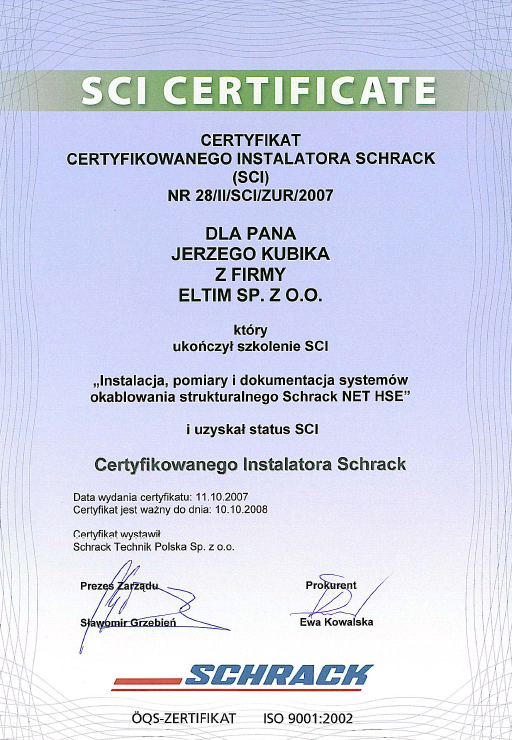 SCI CERTIFICATE
CERTYFIKAT
CERTYFIKOWANEGO INSTALATORA SCHRACK
(SCI)
NR 28/II/SCI/ZUR/2007
DLA PANA
JERZEGO KUBIKA
Z FIRMY
ELTIM SP. Z O.O.
który
ukończył szkolenie SCI
„Instalacja, pomiary i dokumentacja systemów
okablowania strukturalnego Schrack NET HSE”
i uzyskał status SCI
Certyfikowanego Instalatora Schrack
Data wydania certyfikatu: 11.10.2007
Certyfikat jest ważny do dnia: 10.10.2008
Certyfikat wystawił
Schrack Technik Polska Sp. z o.o.
Prezes Zarządu
Prokurent
Sławomir Grzebień
Ewa Kowalska
SCHRACK
ÖQS-ZERTIFIKAT ISO 9001:2002